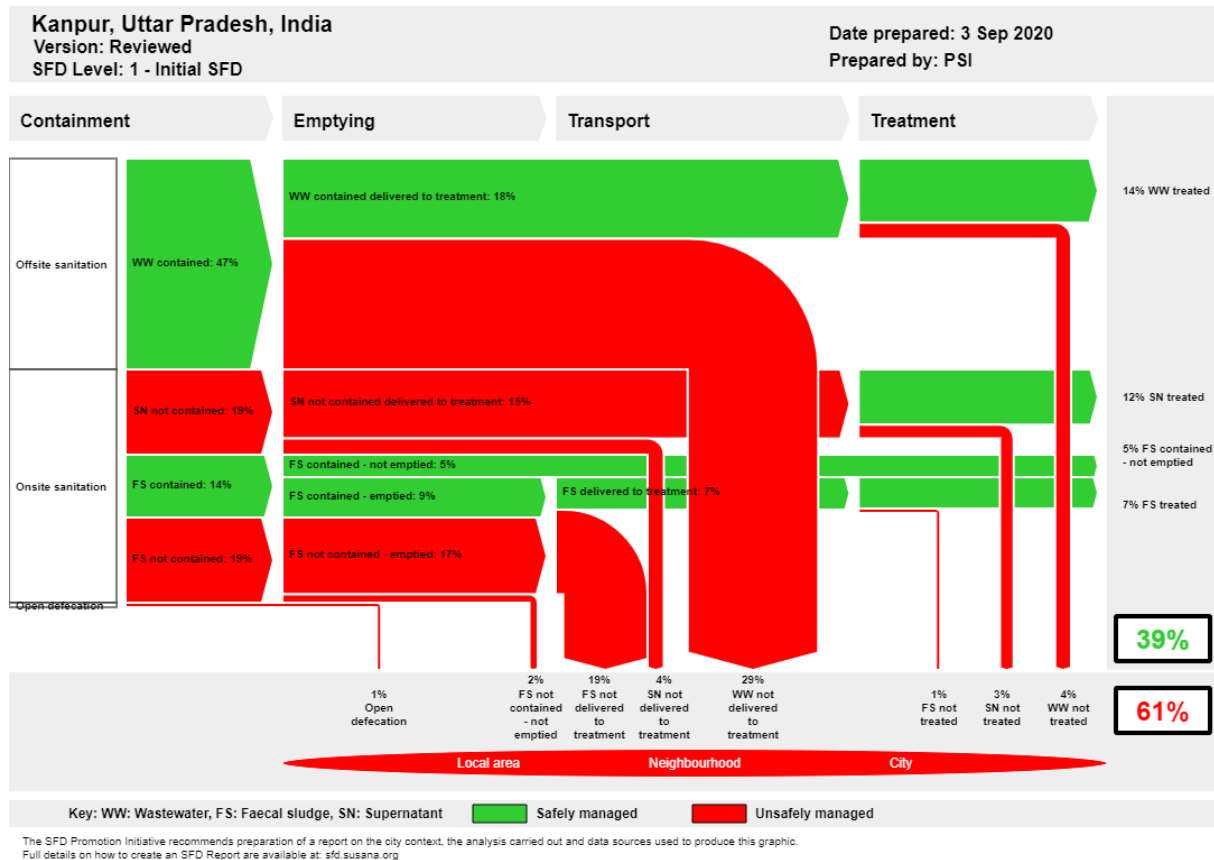 Kanpur, Uttar Pradesh, India
Version: Reviewed
SFD Level: 1 - Initial SFD
Date prepared: 3 Sep 2020
Prepared by: PSI
Containment
Emptying
Transport
Treatment
Offsite sanitation
WW contained: 47%
WW contained delivered to treatment: 18%
14% WW treated
Onsite sanitation
SN not contained: 19%
SN not contained delivered to treatment: 15%
12% SN treated
FS contained: 14%
FS contained - not emptied: 5%
5% FS contained
- not emptied
FS contained - emptied: 9%
FS delivered to treatment: 7%
7% FS treated
FS not contained: 19%
FS not contained - emptied: 17%
Open defecation
39%
61%
1%
Open
defecation
2%
FS not
contained
- not
emptied
19%
FS not
delivered
to
treatment
4%
SN not
delivered
to
treatment
29%
WW not
delivered
to
treatment
1%
FS not
treated
3%
SN not
treated
4%
WW not
treated
Local area
Neighbourhood
City
Key: WW: Wastewater, FS: Faecal sludge, SN: Supernatant
Safely managed
Unsafely managed
The SFD Promotion Initiative recommends preparation of a report on the city context, the analysis carried out and data sources used to produce this graphic.
Full details on how to create an SFD Report are available at: sfd.susana.org